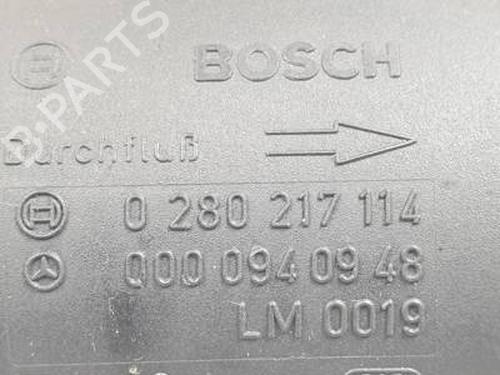 B-PARTS
BOSCH
Durchfluß
0 280 217 114
000 094 09 48
LM 0019